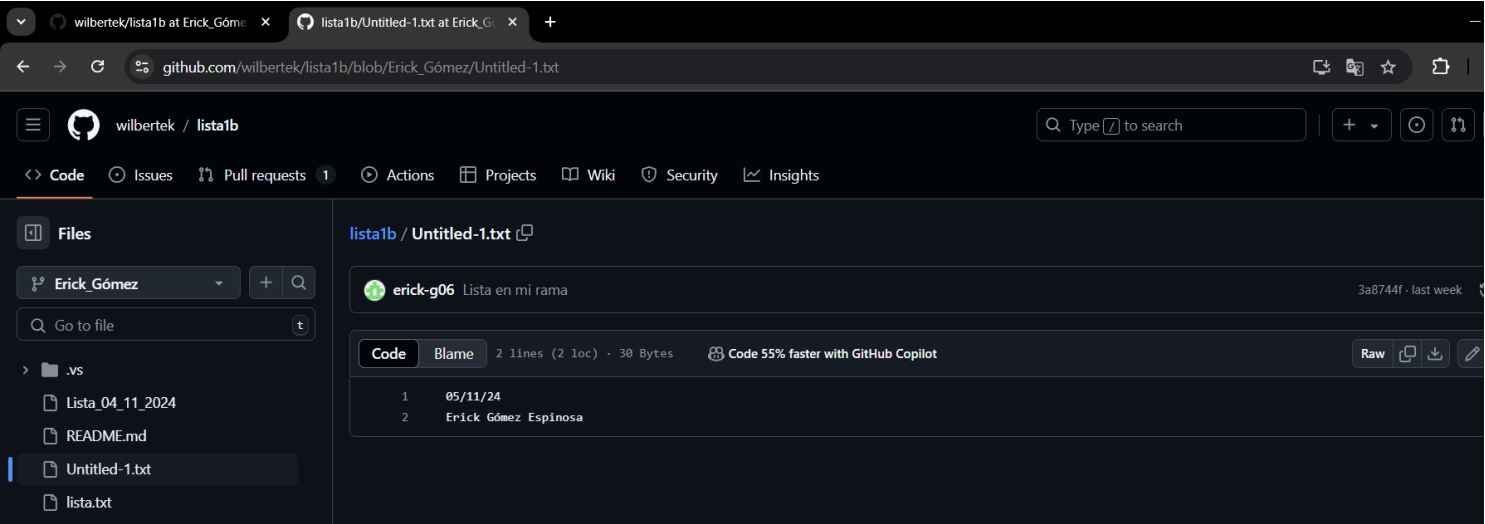 wilbertek/lista1b at Erick_Góme
lista1b/Untitled-1.txt at Erick_G
github.com/wilbertek/lista1b/blob/Erick_Gómez/Untitled-1.txt
wilbertek / lista1b
Type / to search
Code
Issues
Pull requests 1
Actions
Projects
Wiki
Security
Insights
Files
lista1b / Untitled-1.txt
Erick_Gómez
erick-g06 Lista en mi rama
3a8744f · last week
Go to file
t
Code
Blame
2 lines (2 loc) · 30 Bytes
Code 55% faster with GitHub Copilot
Raw
.vs
1 05/11/24
Lista_04_11_2024
2 Erick Gómez Espinosa
README.md
Untitled-1.txt
lista.txt